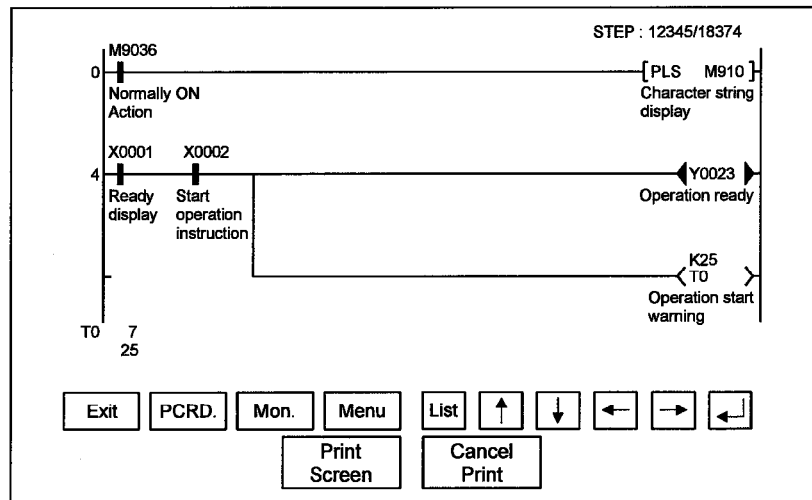 STEP : 12345/18374
M9036
0
PLS M910
Normally ON
Action
Character string
display
X0001 X0002
4
Y0023
Ready
display
Start
operation
instruction
Operation ready
K25
T0
Operation start
warning
T0 7
25
Exit PCRD. Mon. Menu List
Print
Screen
Cancel
Print